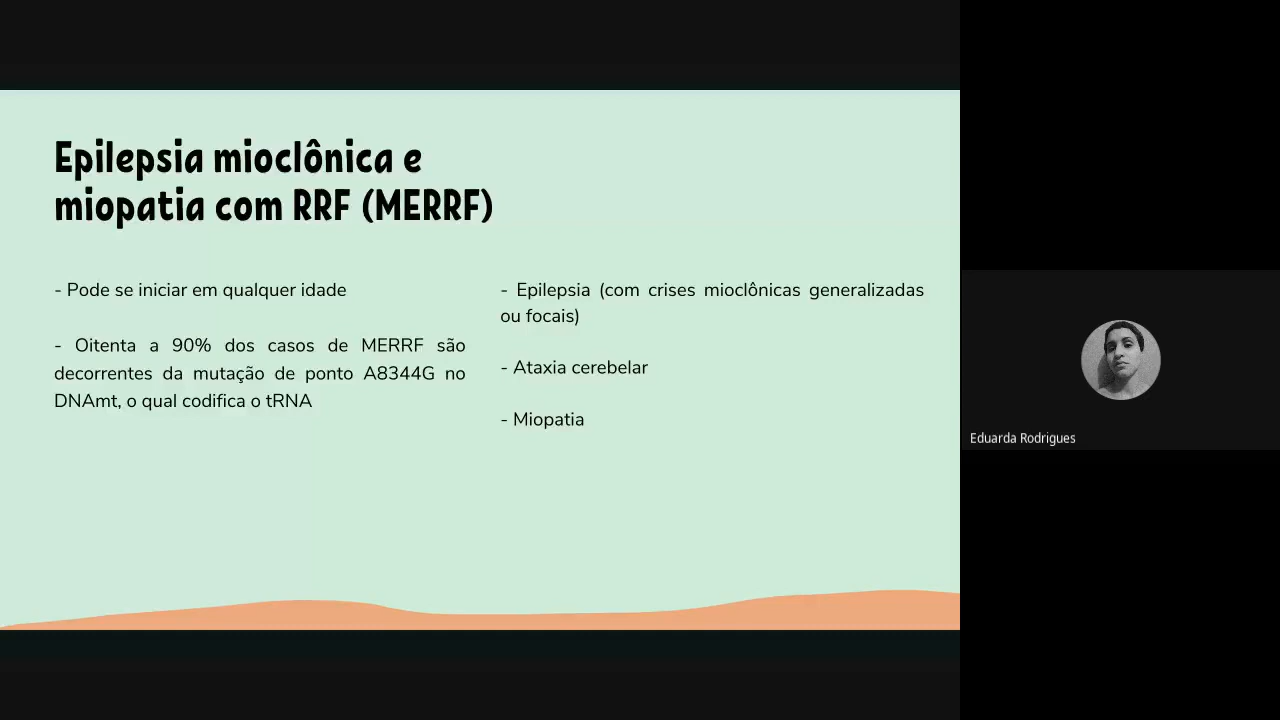 Epilepsia mioclônica e
miopatia com RRF (MERRF)
- Pode se iniciar em qualquer idade
- Oitenta a 90% dos casos de MERRF são
decorrentes da mutação de ponto A8344G no
DNAmt, o qual codifica o tRNA
- Epilepsia (com crises mioclônicas generalizadas
ou focais)
- Ataxia cerebelar
- Miopatia
Eduarda Rodrigues